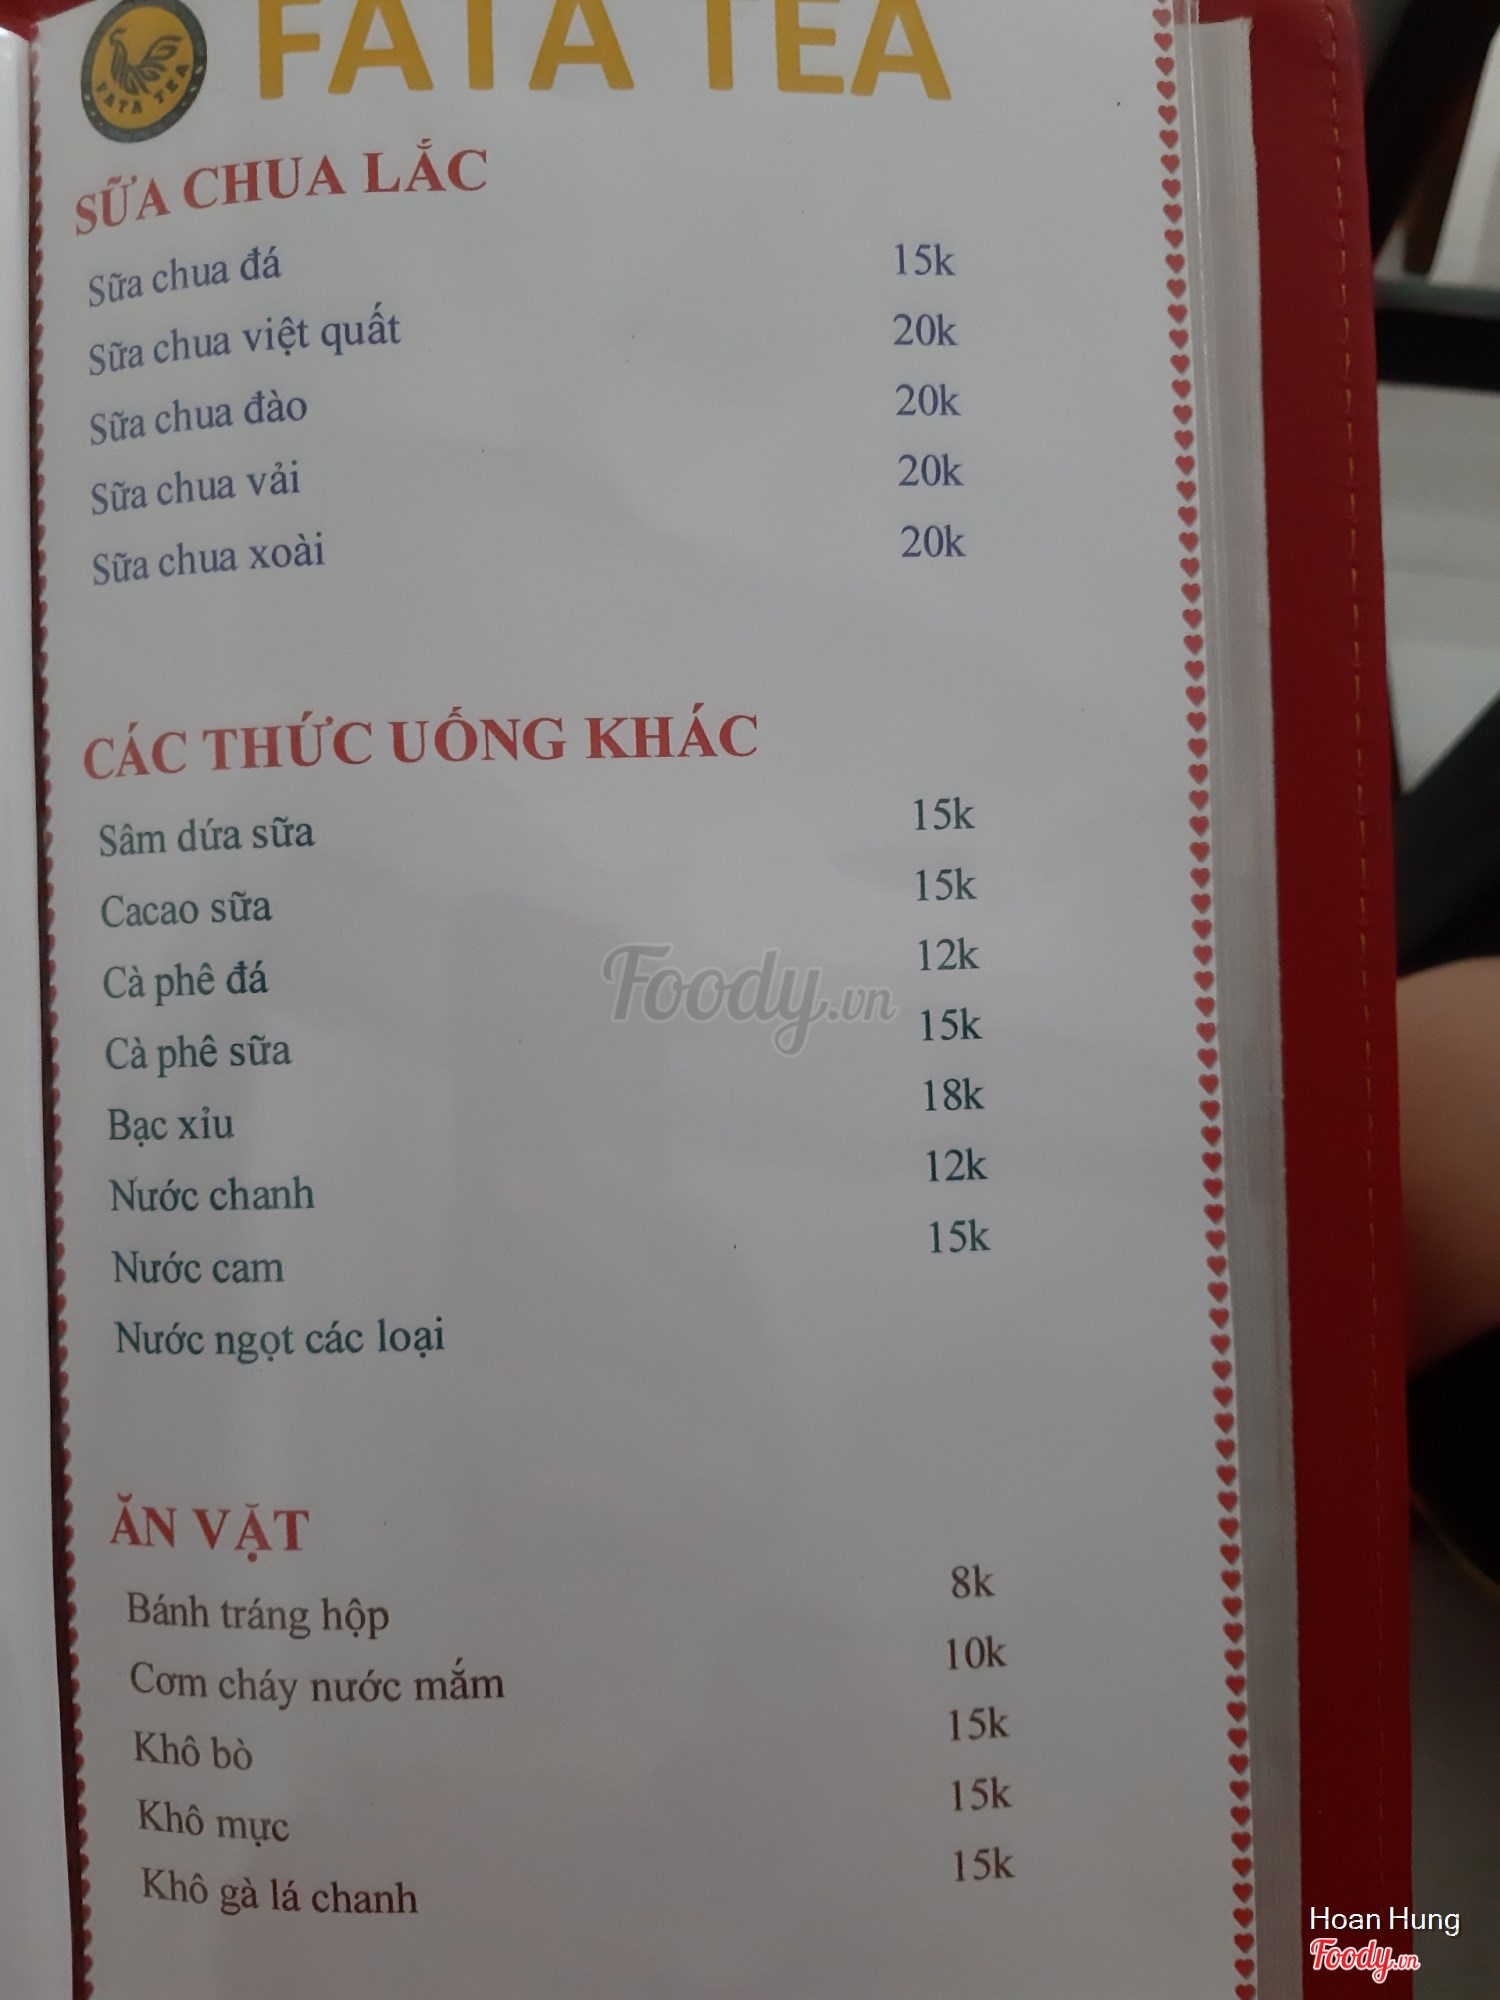 FATA TEA
FATA TEA
SỮA CHUA LẮC
Sữa chua đá 15k
Sữa chua việt quất 20k
Sữa chua đào 20k
Sữa chua vải 20k
Sữa chua xoài 20k
CÁC THỨC UỐNG KHÁC
Sâm dứa sữa 15k
Cacao sữa 15k
Cà phê đá 12k
Cà phê sữa 15k
Bạc xỉu 18k
Nước chanh 12k
Nước cam 15k
Nước ngọt các loại
Foody.vn
ĂN VẶT
Bánh tráng hộp 8k
Cơm cháy nước mắm 10k
Khô bò 15k
Khô mực 15k
Khô gà lá chanh 15k
Hoan Hung
Foody.vn